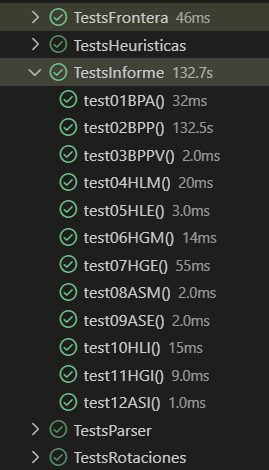 TestsFrontera 46ms
TestsHeuristicas
TestsInforme 132.7s
test01BPA() 32ms
test02BPP() 132.5s
test03BPPV() 2.0ms
test04HLM() 20ms
test05HLE() 3.0ms
test06HGM() 14ms
test07HGE() 55ms
test08ASM() 2.0ms
test09ASE() 2.0ms
test10HLI() 15ms
test11HGI() 9.0ms
test12ASI() 1.0ms
TestsParser
TestsRotaciones